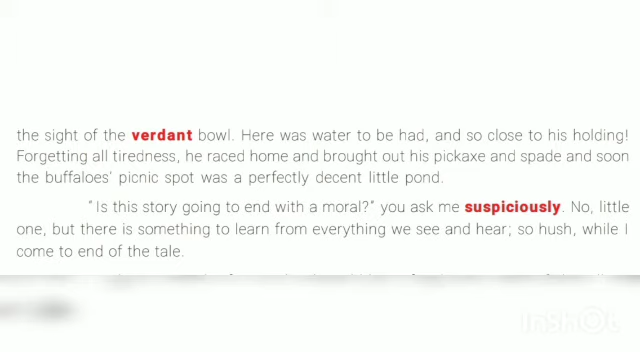 the sight of the verdant bowl. Here was water to be had, and so close to his holding!
Forgetting all tiredness, he raced home and brought out his pickaxe and spade and soon
the buffaloes' picnic spot was a perfectly decent little pond.
"Is this story going to end with a moral?" you ask me suspiciously. No, little
one, but there is something to learn from everything we see and hear; so hush, while I
come to end of the tale.
InShOt